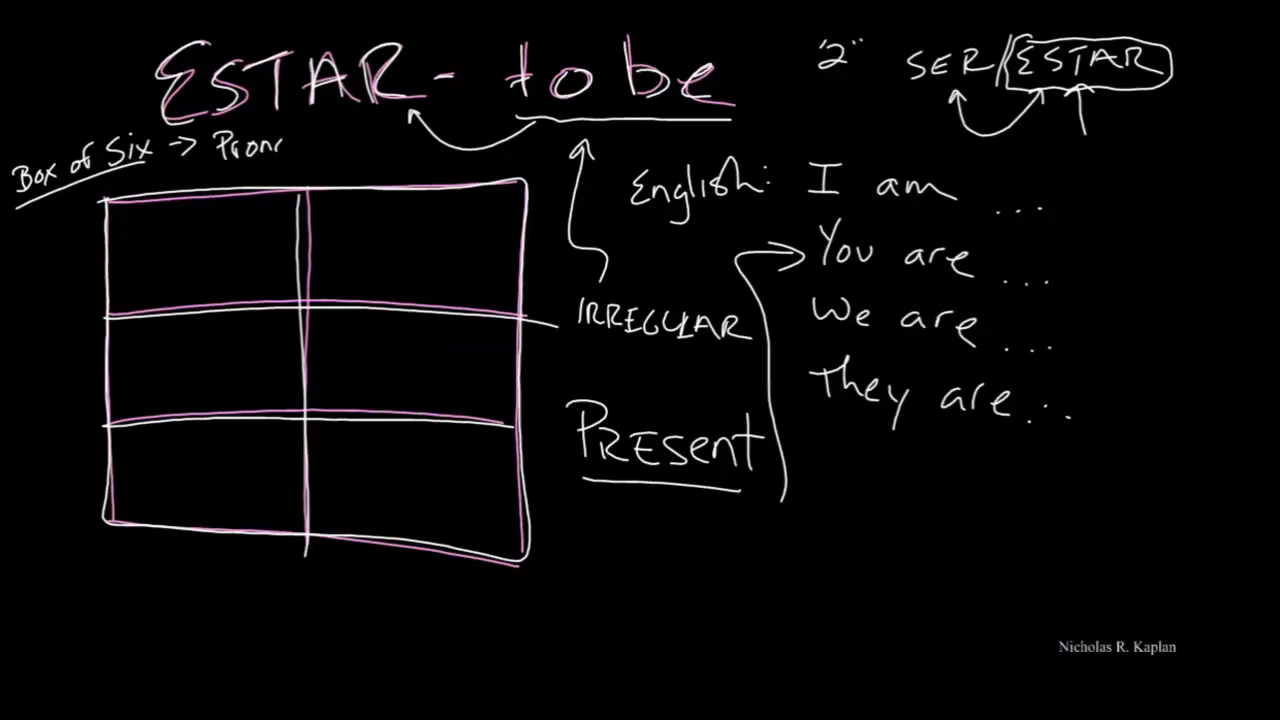 ESTAR - to be
"2" SER/ESTAR
Box of Six → Prono
English: I am ...
You are ...
We are ...
They are ...
IRREGULAR
PRESENT
Nicholas R. Kaplan